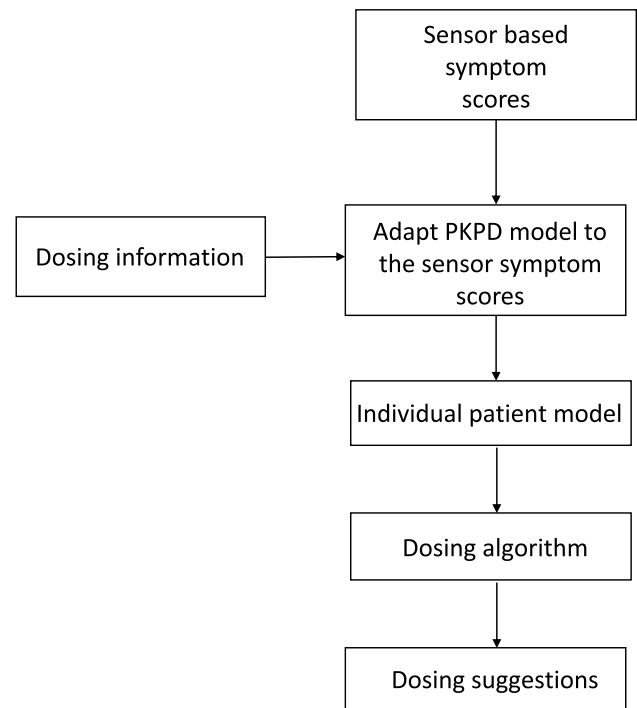 Sensor based
symptom
scores
Dosing information
Adapt PKPD model to
the sensor symptom
scores
Individual patient model
Dosing algorithm
Dosing suggestions